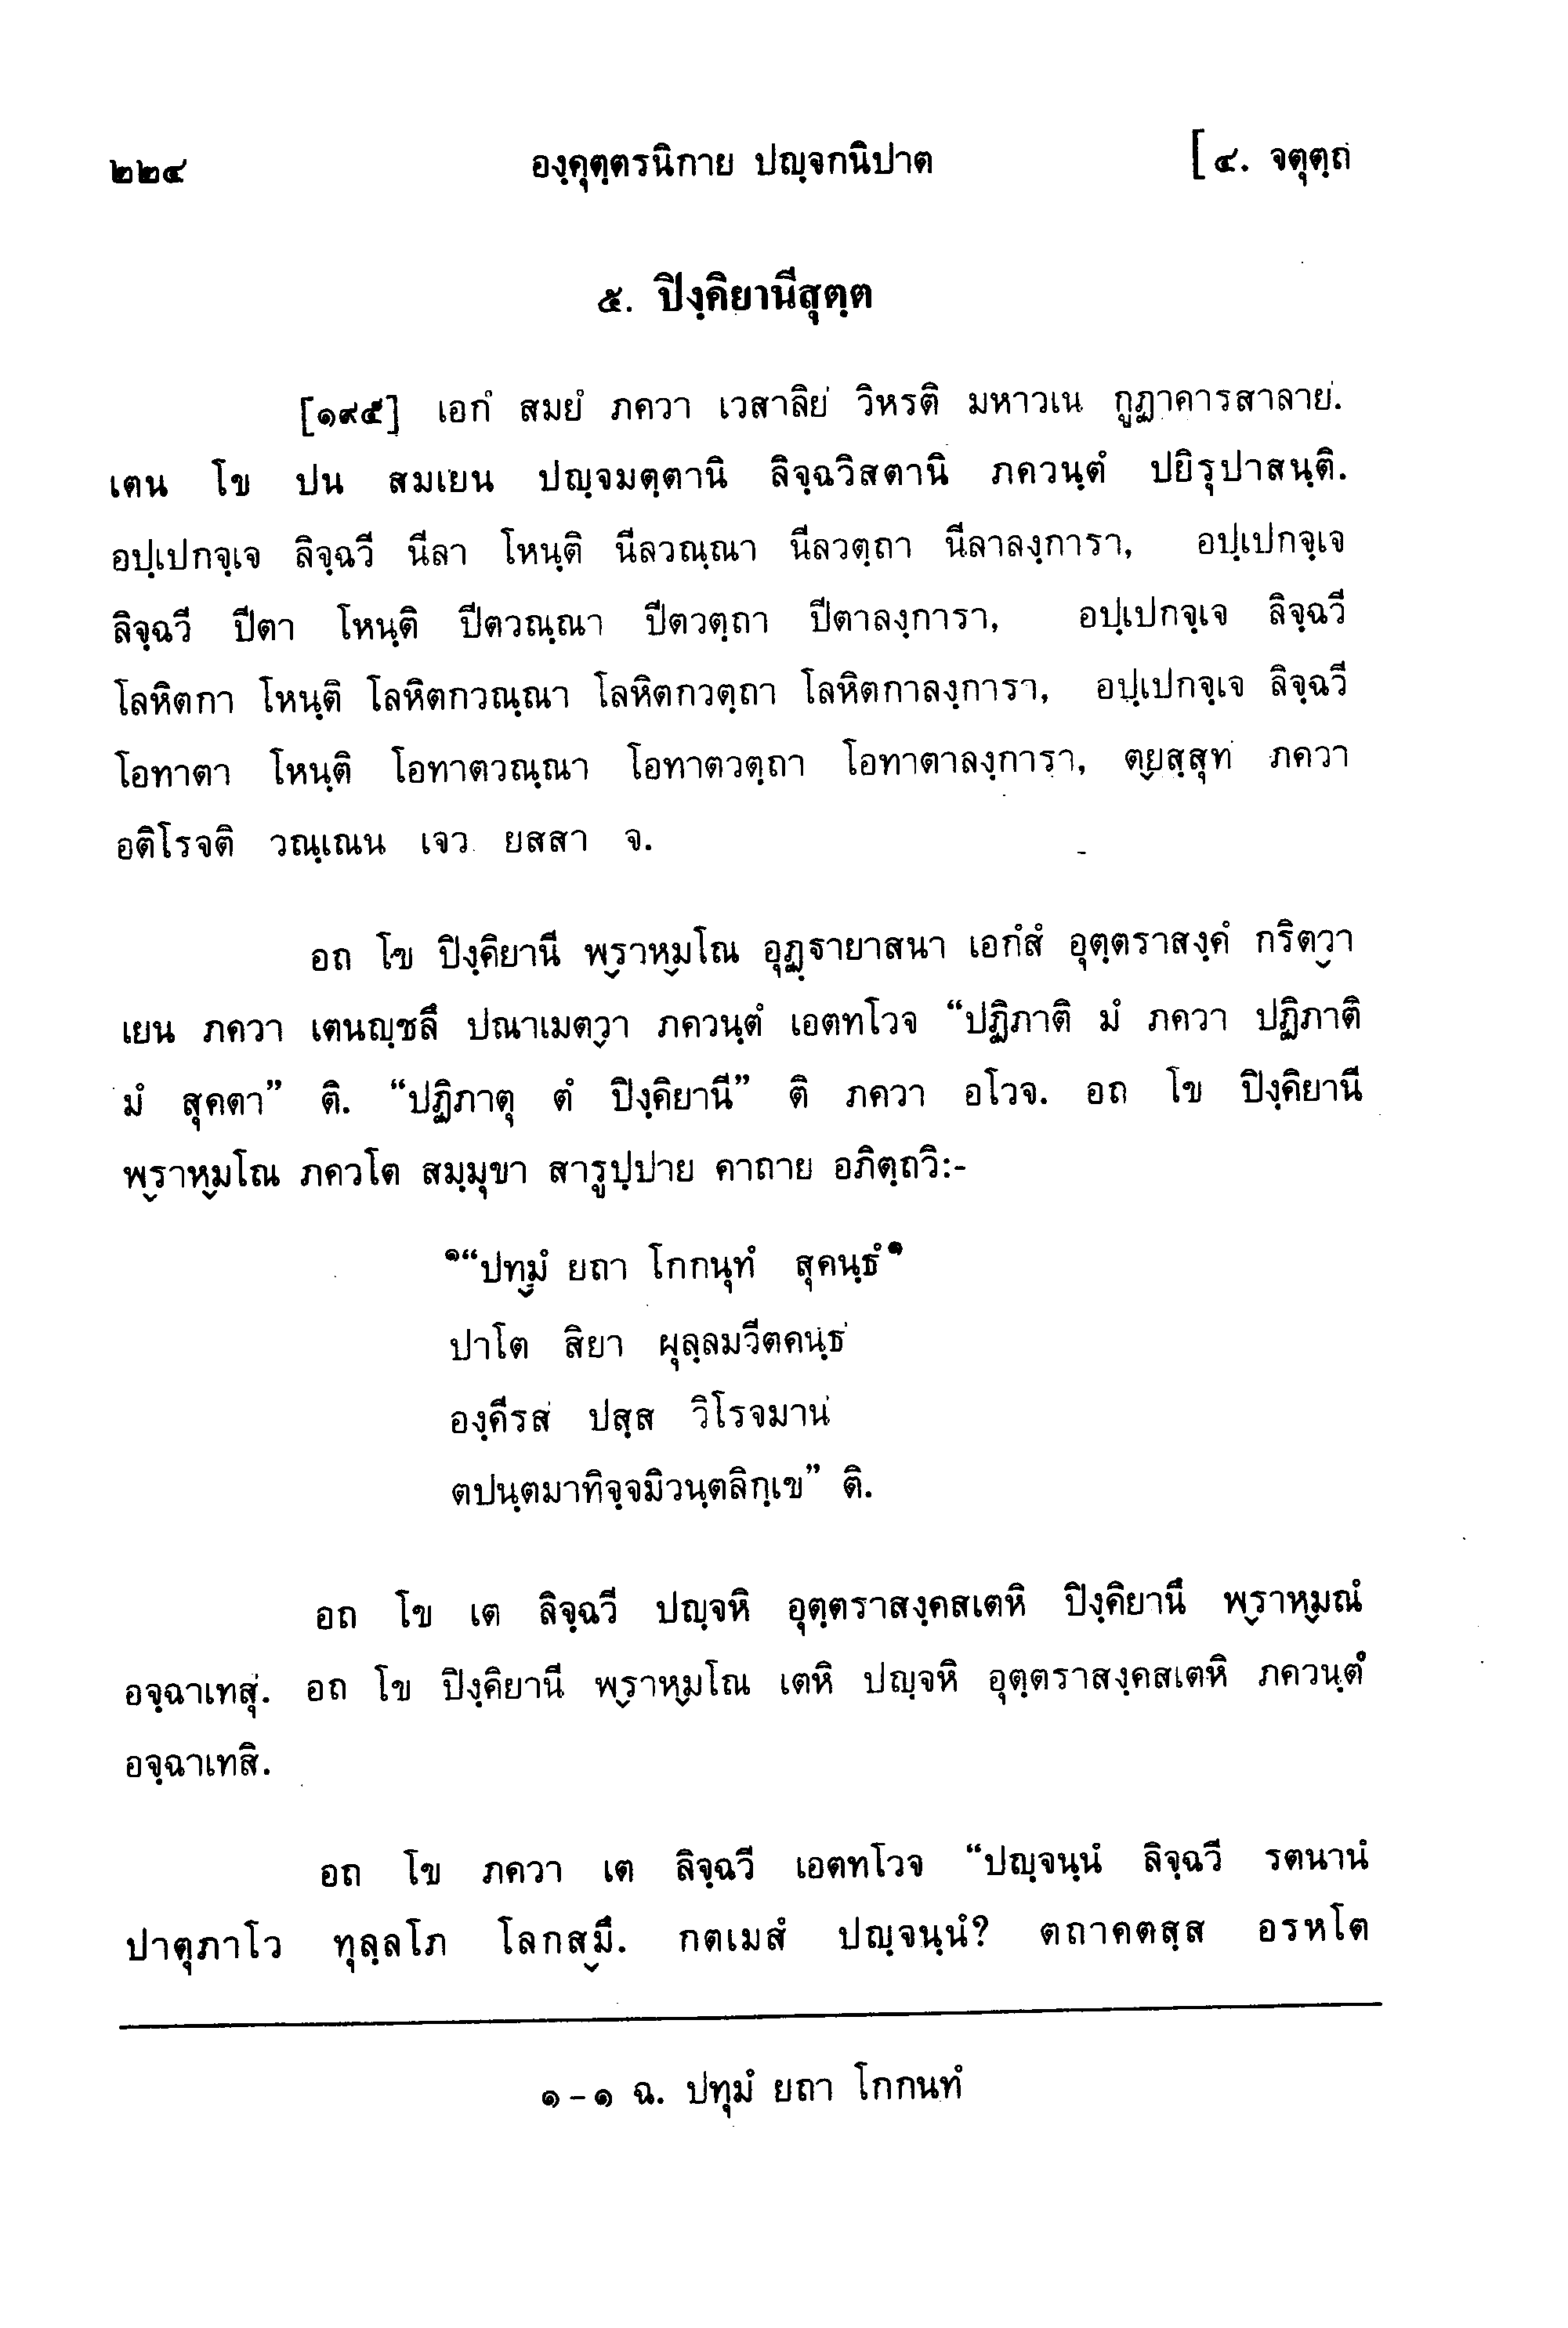 ๒๒๔ องฺคุตฺตรนิกาย ปญฺจกนิปาต [๔. จตุตฺถ
๕. ปิงฺคิยานีสุตฺต
[๑๙๕] เอกํ สมยํ ภควา เวสาลิยํ วิหรติ มหาวเน กูฏาคารสาลายํ.
เตน โข ปน สมเยน ปญฺจมตฺตานิ ลิจฺฉวิสตานิ ภควนฺตํ ปยิรุปาสนฺติ.
อปฺเปกจฺเจ ลิจฺฉวี นีลา โหนฺติ นีลวณฺณา นีลวตฺถา นีลาลงฺการา, อปฺเปกจฺเจ
ลิจฺฉวี ปีตา โหนฺติ ปีตวณฺณา ปีตวตฺถา ปีตาลงฺการา, อปฺเปกจฺเจ ลิจฺฉวี
โลหิตกา โหนฺติ โลหิตกวณฺณา โลหิตกวตฺถา โลหิตกาลงฺการา, อปฺเปกจฺเจ ลิจฺฉวี
โอทาตา โหนฺติ โอทาตวณฺณา โอทาตวตฺถา โอทาตาลงฺการา, ตฺยสฺสุทํ ภควา
อติโรจติ วณฺเณน เจว ยสสา จ.
อถ โข ปิงฺคิยานี พฺราหฺมโณ อุฏฺฐายาสนา เอกํสํ อุตฺตราสงฺคํ กริตฺวา
เยน ภควา เตนญฺชลึ ปณาเมตฺวา ภควนฺตํ เอตทโวจ “ปฏิภาติ มํ ภควา ปฏิภาติ
มํ สุคตา” ติ. “ปฏิภาตุ ตํ ปิงฺคิยานี” ติ ภควา อโวจ. อถ โข ปิงฺคิยานี
พฺราหฺมโณ ภควโต สมฺมุขา สารูปฺปาย คาถาย อภิตฺถวิ:-
๑“ปทฺมํ ยถา โกกนุทํ สุคนฺธํ๑
ปาโต สิยา ผุลฺลมวีตคนฺธํ
องฺคีรสํ ปสฺส วิโรจมานํ
ตปนฺตมาทิจฺจมิวนฺตลิกฺเข” ติ.
อถ โข เต ลิจฺฉวี ปญฺจหิ อุตฺตราสงฺคสเตหิ ปิงฺคิยานึ พฺราหฺมณํ
อจฺฉาเทสุํ. อถ โข ปิงฺคิยานี พฺราหฺมโณ เตหิ ปญฺจหิ อุตฺตราสงฺคสเตหิ ภควนฺตํ
อจฺฉาเทสิ.
อถ โข ภควา เต ลิจฺฉวี เอตทโวจ “ปญฺจนฺนํ ลิจฺฉวี รตนานํ
ปาตุภาโว ทุลฺลโภ โลกสฺมึ. กตเมสํ ปญฺจนฺนํ? ตถาคตสฺส อรหโต
๑-๑ ฉ. ปทุมํ ยถา โกกนทํ